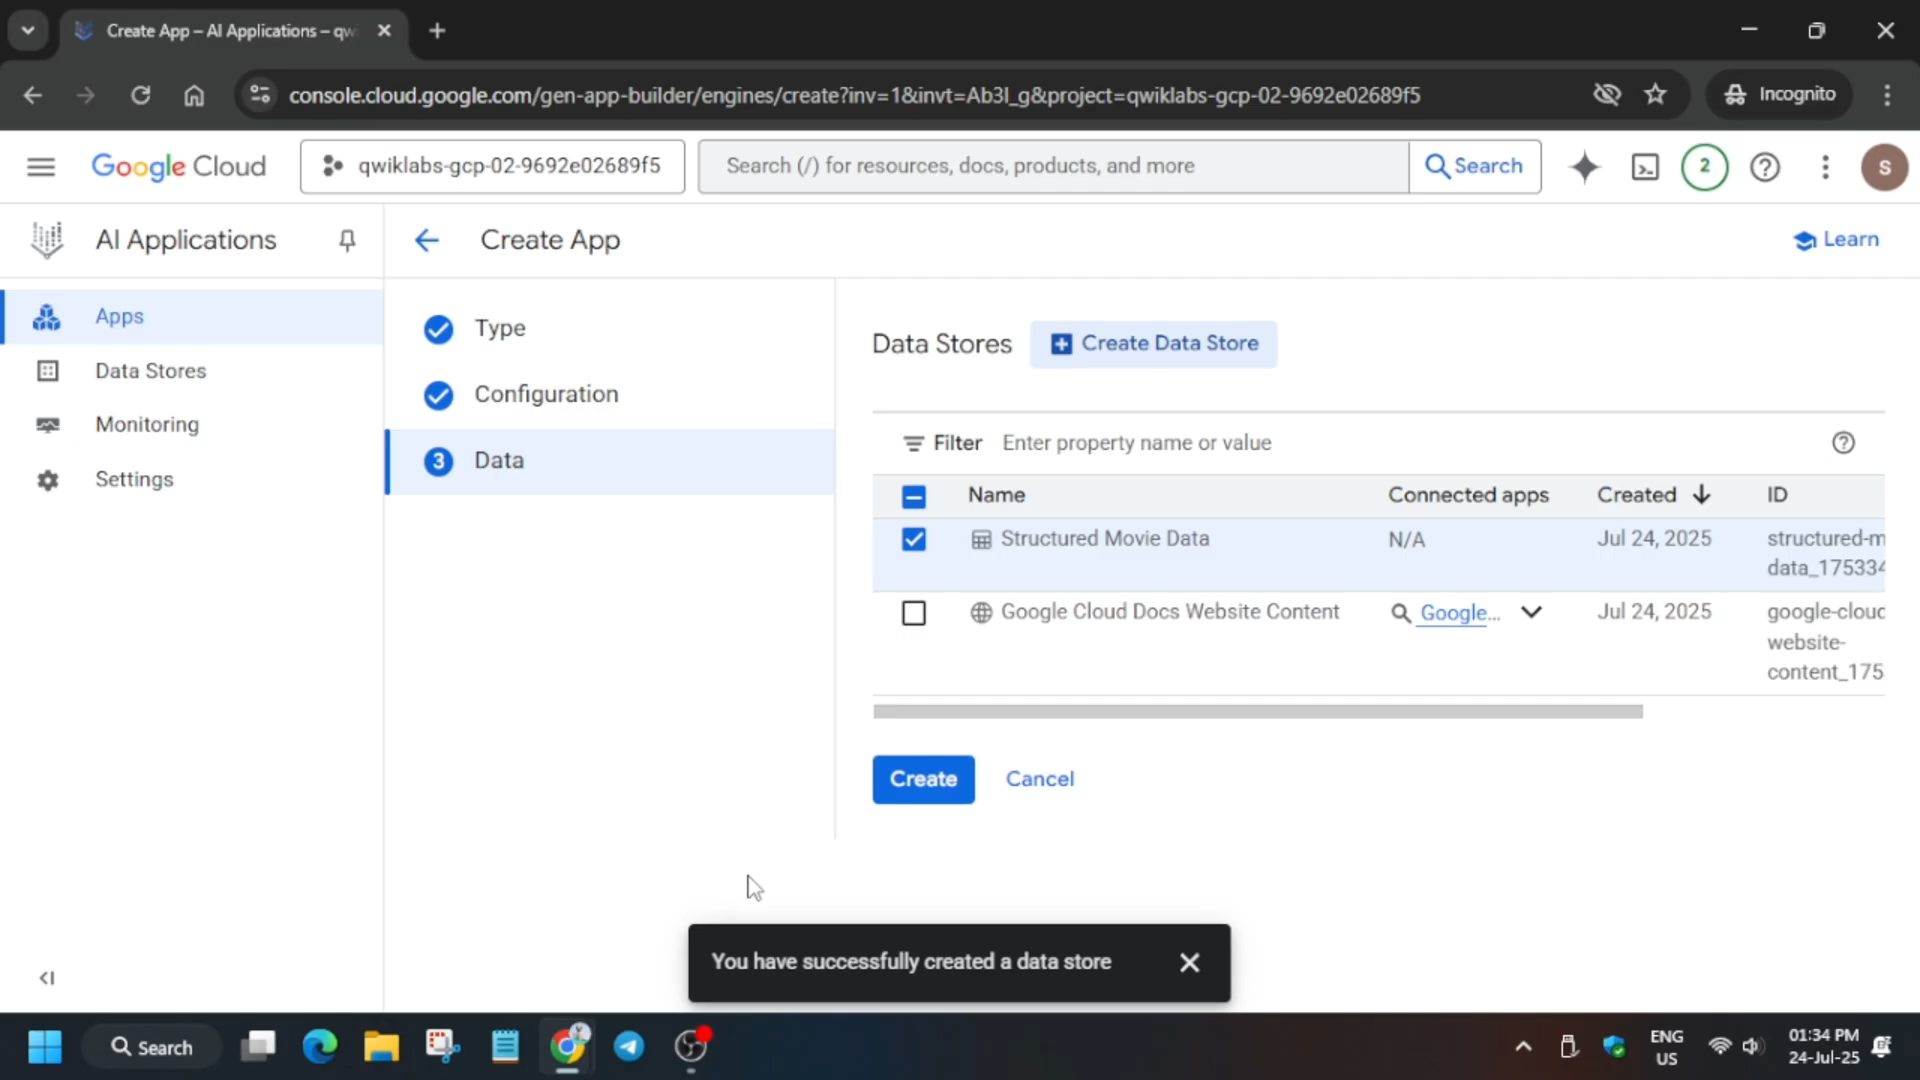 Create App – AI Applications – qw
console.cloud.google.com/gen-app-builder/engines/create?inv=1&invt=Ab3l_g&project=qwiklabs-gcp-02-9692e02689f5
Incognito
Google Cloud
qwiklabs-gcp-02-9692e02689f5
Search (/) for resources, docs, products, and more
Search
2
S
AI Applications
Create App
Learn
Apps
Data Stores
Monitoring
Settings
Type
Configuration
3 Data
Data Stores
Create Data Store
Filter Enter property name or value
Name Connected apps Created ID
Structured Movie Data N/A Jul 24, 2025 structured-m
data_175334
Google Cloud Docs Website Content Google... Jul 24, 2025 google-cloud
website-
content_175
Create Cancel
You have successfully created a data store
Search
ENG
US
01:34 PM
24-Jul-25